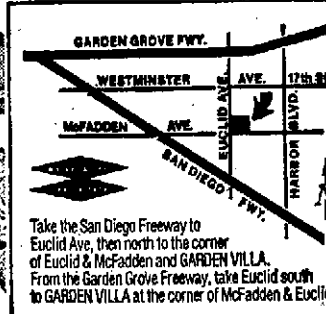 GARDEN GROVE FWY.
WESTMINSTER AVE. 17th St
McFADDEN AVE.
EUCLID AVE.
HARBOR BLVD.
SAN DIEGO FWY.
Take the San Diego Freeway to
Euclid Ave, then north to the corner
of Euclid & McFadden and GARDEN VILLA.
From the Garden Grove Freeway, take Euclid south
to GARDEN VILLA at the corner of McFadden & Euclid